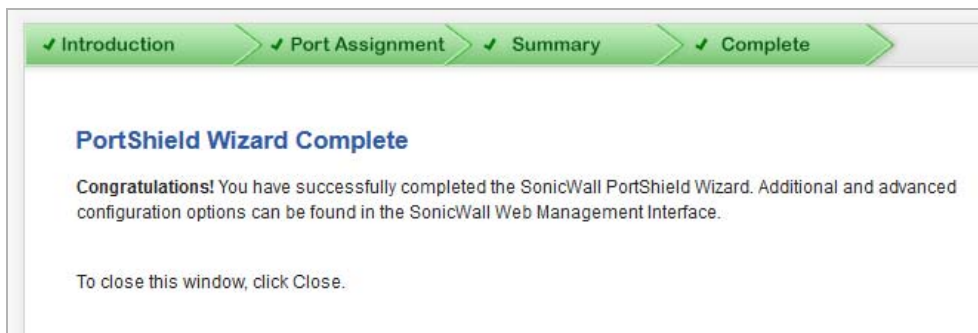 Introduction
Port Assignment
Summary
Complete
PortShield Wizard Complete
Congratulations! You have successfully completed the SonicWall PortShield Wizard. Additional and advanced
configuration options can be found in the SonicWall Web Management Interface.
To close this window, click Close.